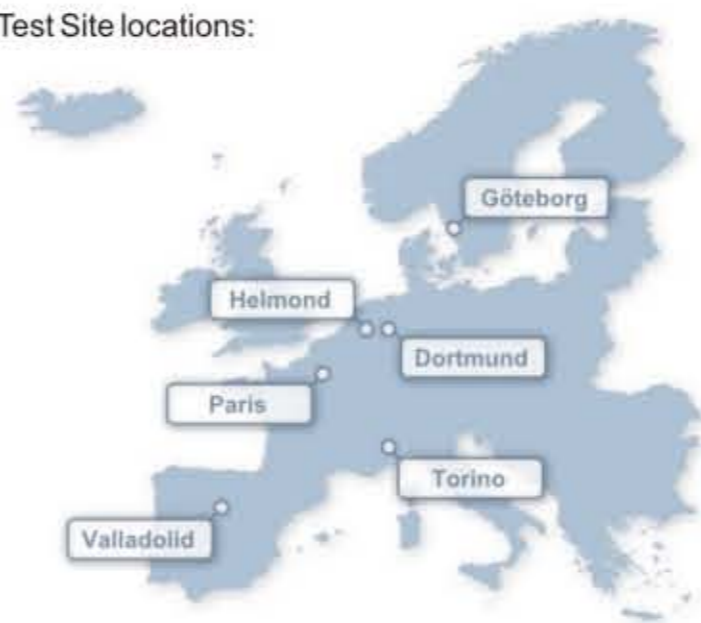 Test Site locations:
Göteborg
Helmond
Dortmund
Paris
Torino
Valladolid